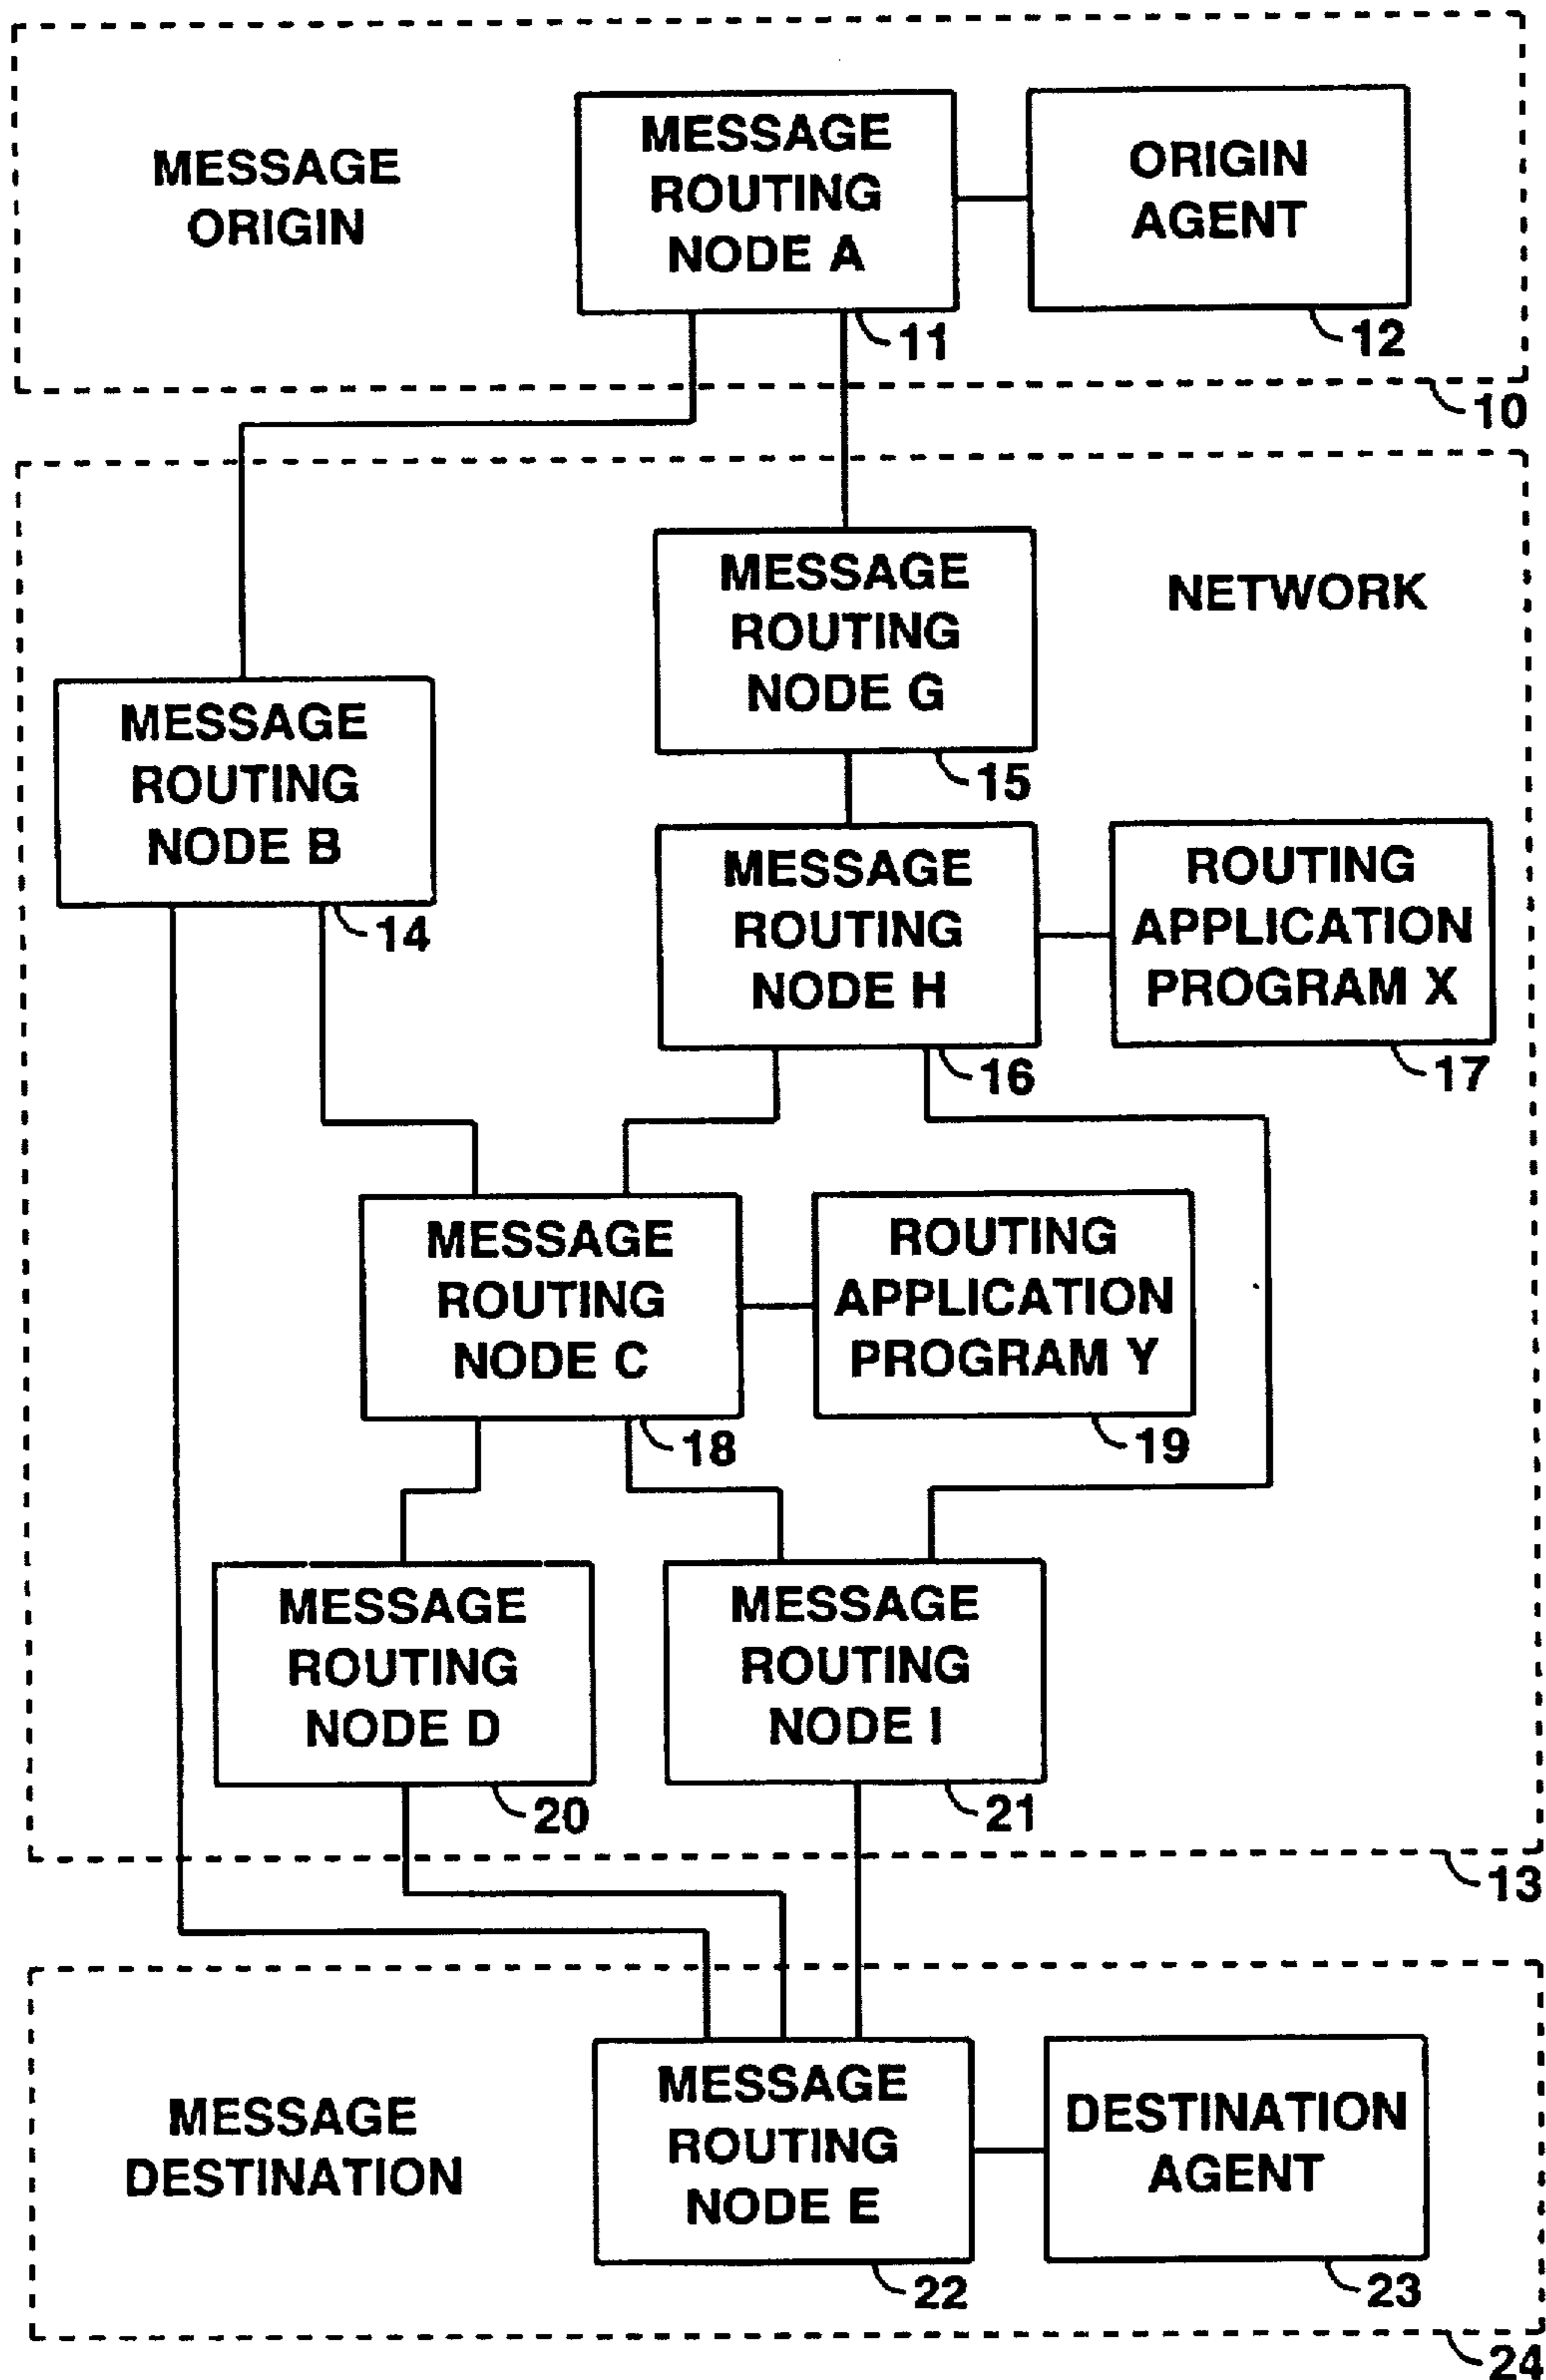 MESSAGE
ORIGIN
MESSAGE
ROUTING
NODE A
11
ORIGIN
AGENT
12
10
NETWORK
MESSAGE
ROUTING
NODE G
15
MESSAGE
ROUTING
NODE B
14
MESSAGE
ROUTING
NODE H
16
ROUTING
APPLICATION
PROGRAM X
17
MESSAGE
ROUTING
NODE C
18
ROUTING
APPLICATION
PROGRAM Y
19
MESSAGE
ROUTING
NODE D
20
MESSAGE
ROUTING
NODE I
21
13
MESSAGE
DESTINATION
MESSAGE
ROUTING
NODE E
22
DESTINATION
AGENT
23
24